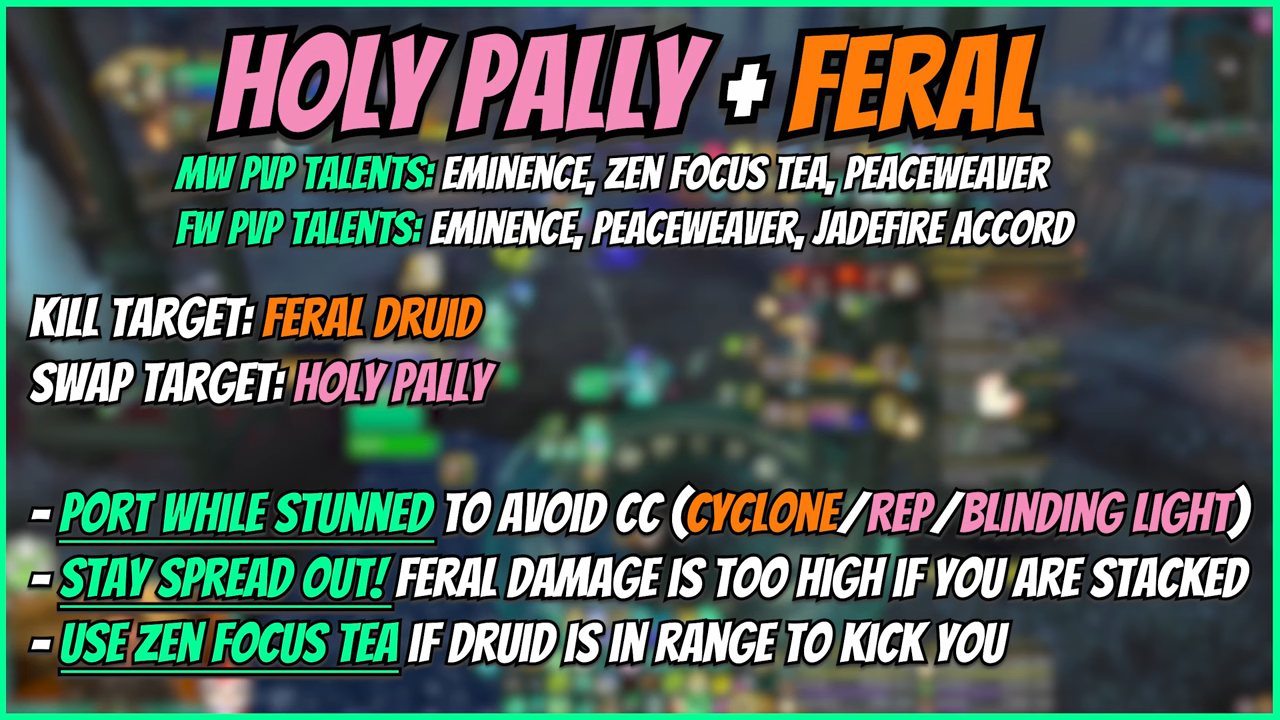 HOLY PALLY + FERAL
MW PVP TALENTS: EMINENCE, ZEN FOCUS TEA, PEACEWEAVER
FW PVP TALENTS: EMINENCE, PEACEWEAVER, JADEFIRE ACCORD
KILL TARGET: FERAL DRUID
SWAP TARGET: HOLY PALLY
- PORT WHILE STUNNED TO AVOID CC (CYCLONE/REP/BLINDING LIGHT)
- STAY SPREAD OUT! FERAL DAMAGE IS TOO HIGH IF YOU ARE STACKED
- USE ZEN FOCUS TEA IF DRUID IS IN RANGE TO KICK YOU